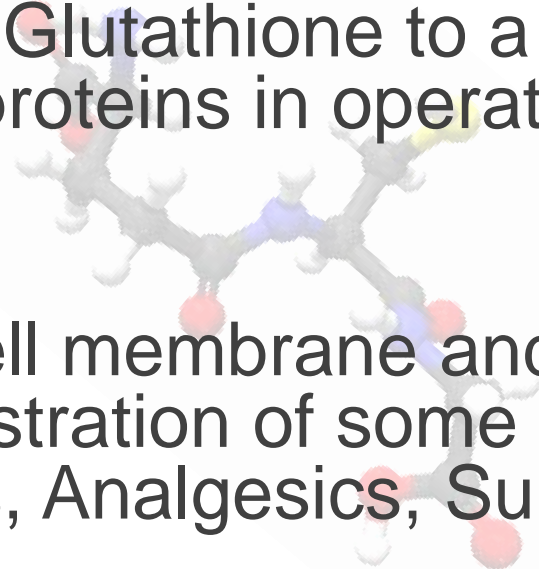 Glutathione to a
proteins in operat
ell membrane and
stration of some
s, Analgesics, Su